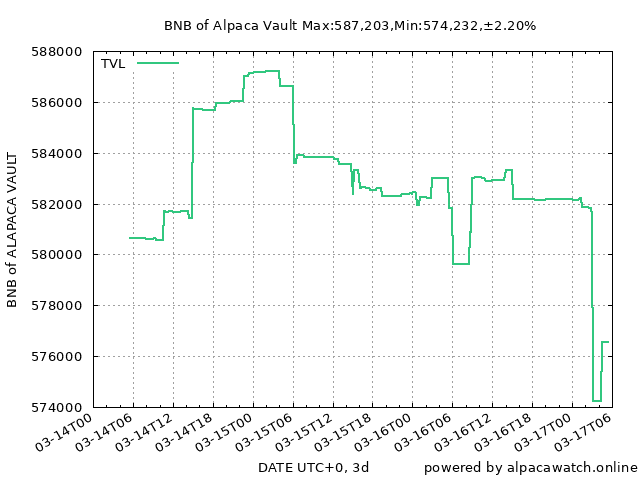 BNB of Alpaca Vault Max:587,203,Min:574,232,±2.20%
TVL
588000
586000
584000
582000
580000
578000
576000
574000
BNB of ALAPACA VAULT
03-14T00
03-14T06
03-14T12
03-14T18
03-15T00
03-15T06
03-15T12
03-15T18
03-16T00
03-16T06
03-16T12
03-16T18
03-17T00
03-17T06
DATE UTC+0, 3d
powered by alpacawatch.online